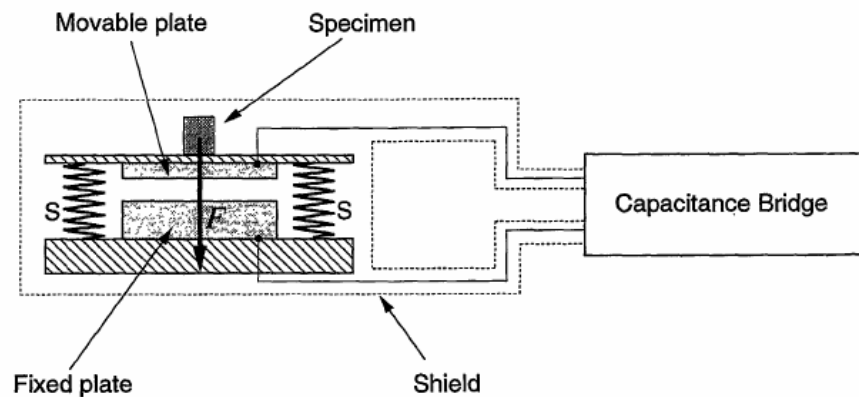 Movable plate
Specimen
S
F
S
Capacitance Bridge
Fixed plate
Shield